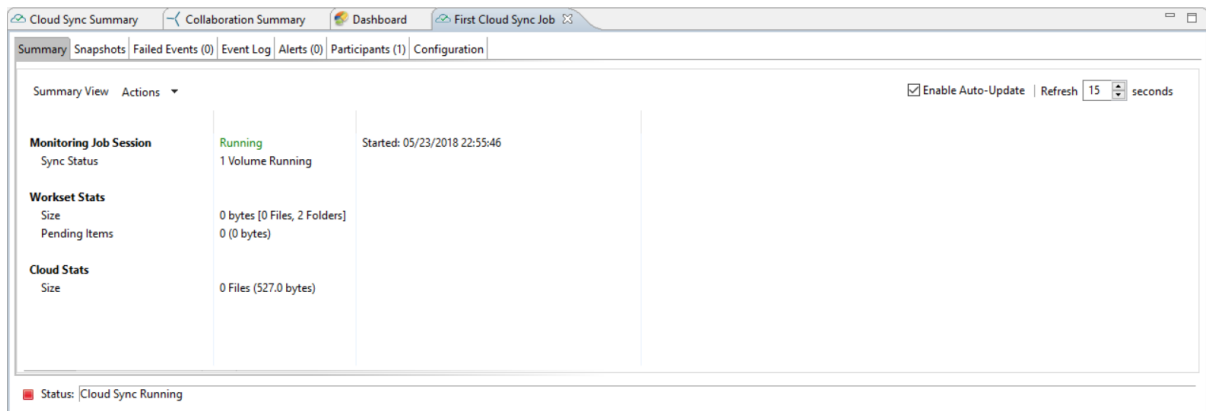 Cloud Sync Summary Collaboration Summary Dashboard First Cloud Sync Job
Summary Snapshots Failed Events (0) Event Log Alerts (0) Participants (1) Configuration
Summary View Actions Enable Auto-Update Refresh 15 seconds
Monitoring Job Session Running Started: 05/23/2018 22:55:46
Sync Status 1 Volume Running
Workset Stats
Size 0 bytes [0 Files, 2 Folders]
Pending Items 0 (0 bytes)
Cloud Stats
Size 0 Files (527.0 bytes)
Status: Cloud Sync Running